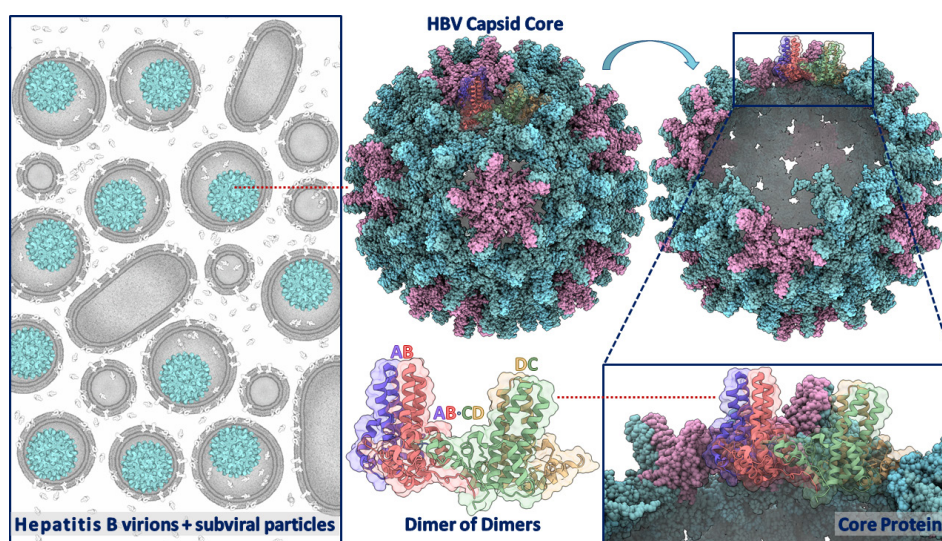 HBV Capsid Core
AB
DC
AB·CD
Hepatitis B virions + subviral particles
Dimer of Dimers
Core Protein